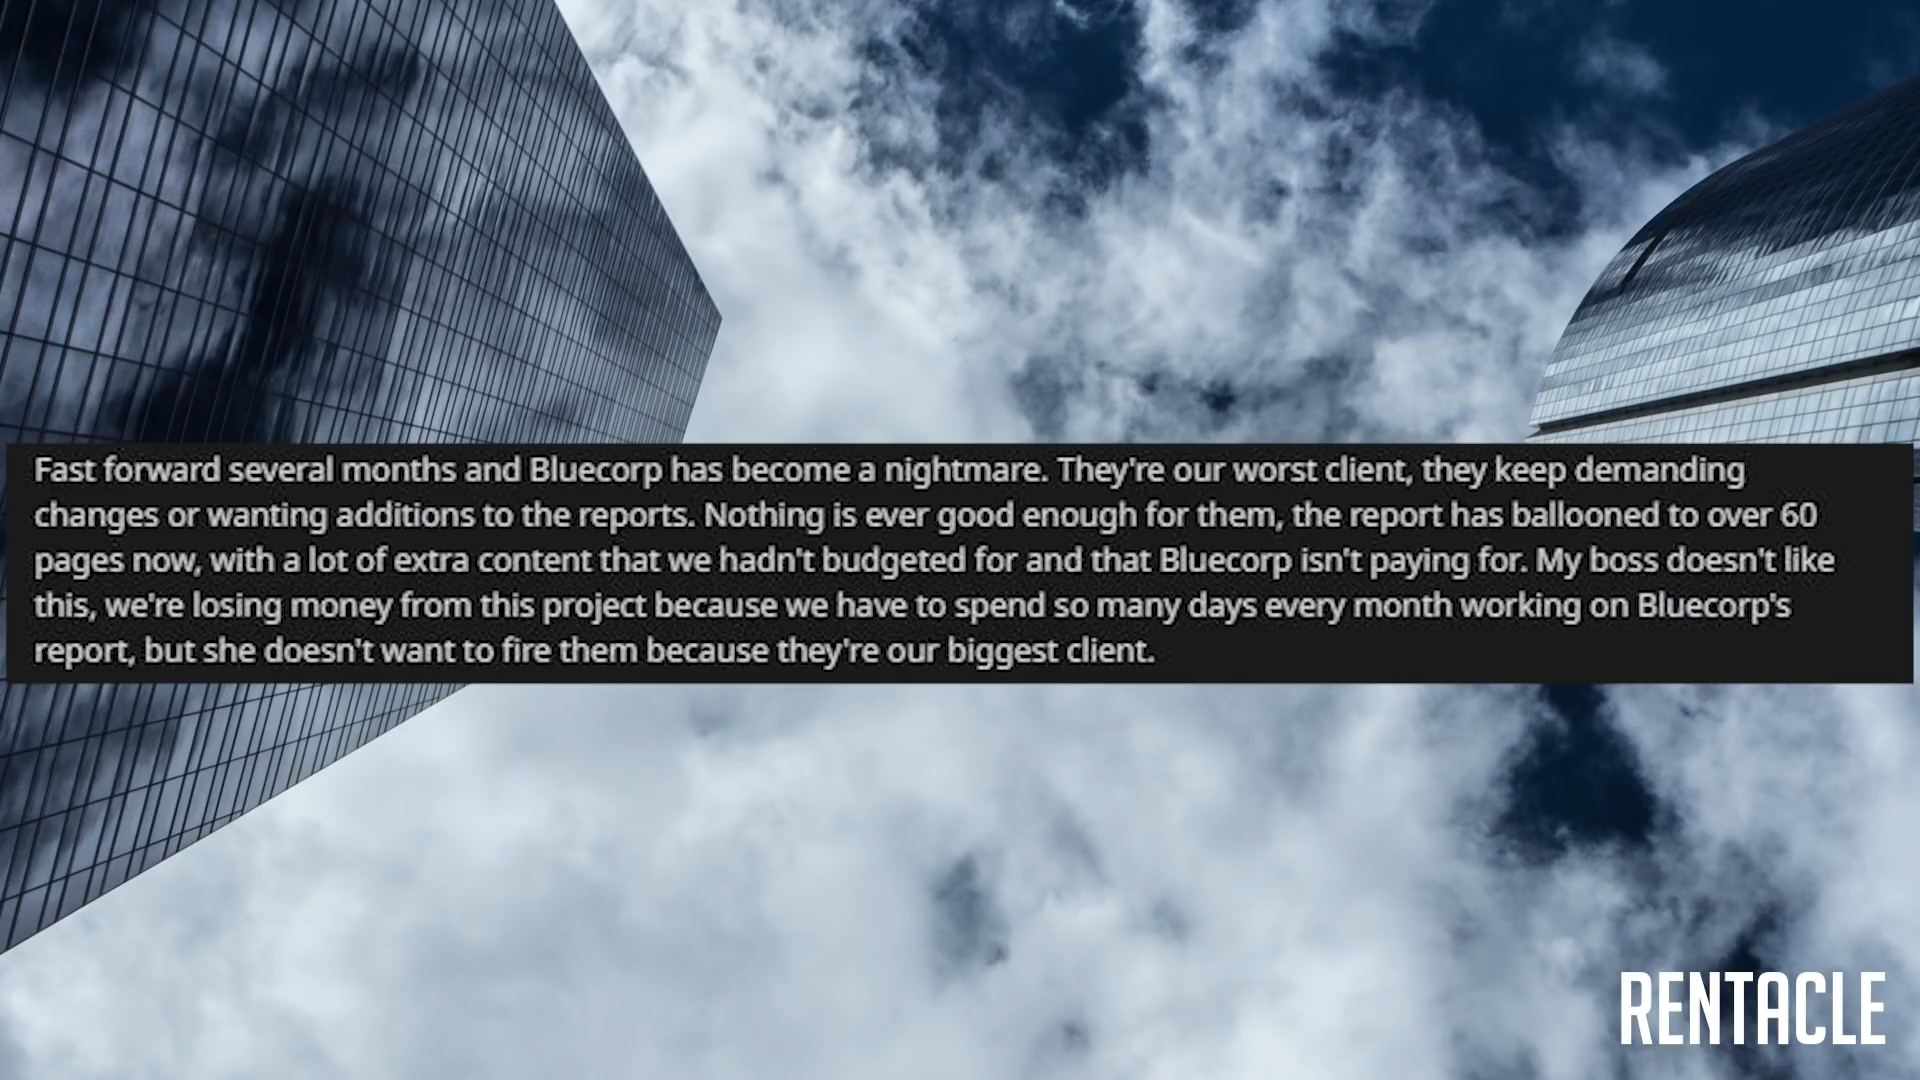 Fast forward several months and Bluecorp has become a nightmare. They're our worst client, they keep demanding
changes or wanting additions to the reports. Nothing is ever good enough for them, the report has ballooned to over 60
pages now, with a lot of extra content that we hadn't budgeted for and that Bluecorp isn't paying for. My boss doesn't like
this, we're losing money from this project because we have to spend so many days every month working on Bluecorp's
report, but she doesn't want to fire them because they're our biggest client.
RENTACLE